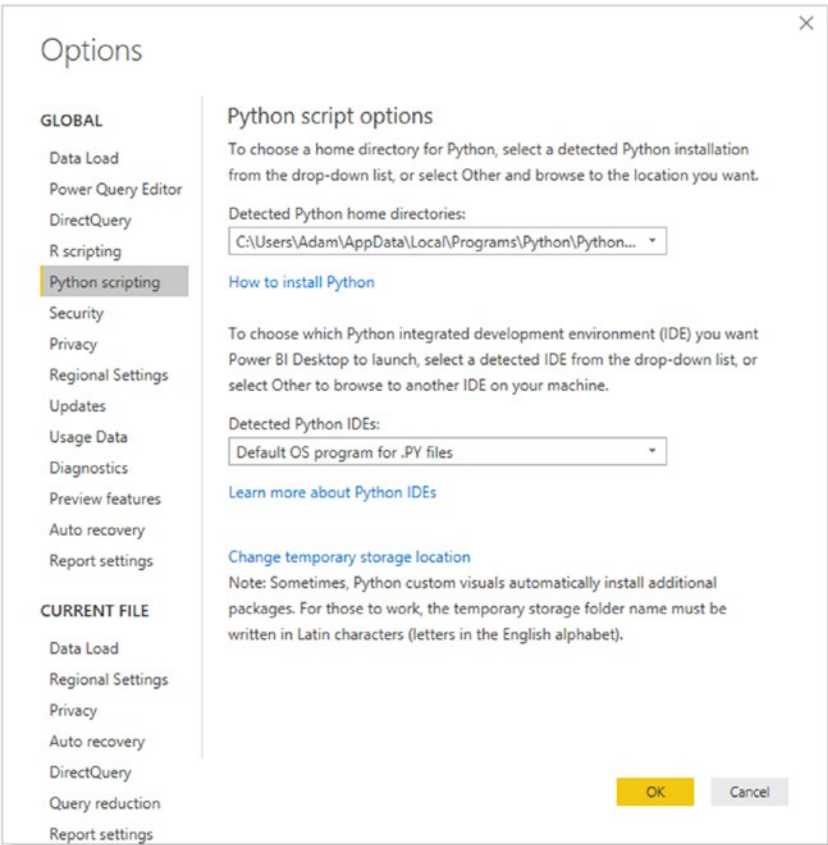 Options
GLOBAL
Data Load
Power Query Editor
DirectQuery
R scripting
Python scripting
Security
Privacy
Regional Settings
Updates
Usage Data
Diagnostics
Preview features
Auto recovery
Report settings
CURRENT FILE
Data Load
Regional Settings
Privacy
Auto recovery
DirectQuery
Query reduction
Report settings
Python script options
To choose a home directory for Python, select a detected Python installation
from the drop-down list, or select Other and browse to the location you want.
Detected Python home directories:
C:\Users\Adam\AppData\Local\Programs\Python\Python...
How to install Python
To choose which Python integrated development environment (IDE) you want
Power BI Desktop to launch, select a detected IDE from the drop-down list, or
select Other to browse to another IDE on your machine.
Detected Python IDEs:
Default OS program for .PY files
Learn more about Python IDEs
Change temporary storage location
Note: Sometimes, Python custom visuals automatically install additional
packages. For those to work, the temporary storage folder name must be
written in Latin characters (letters in the English alphabet).
OK
Cancel